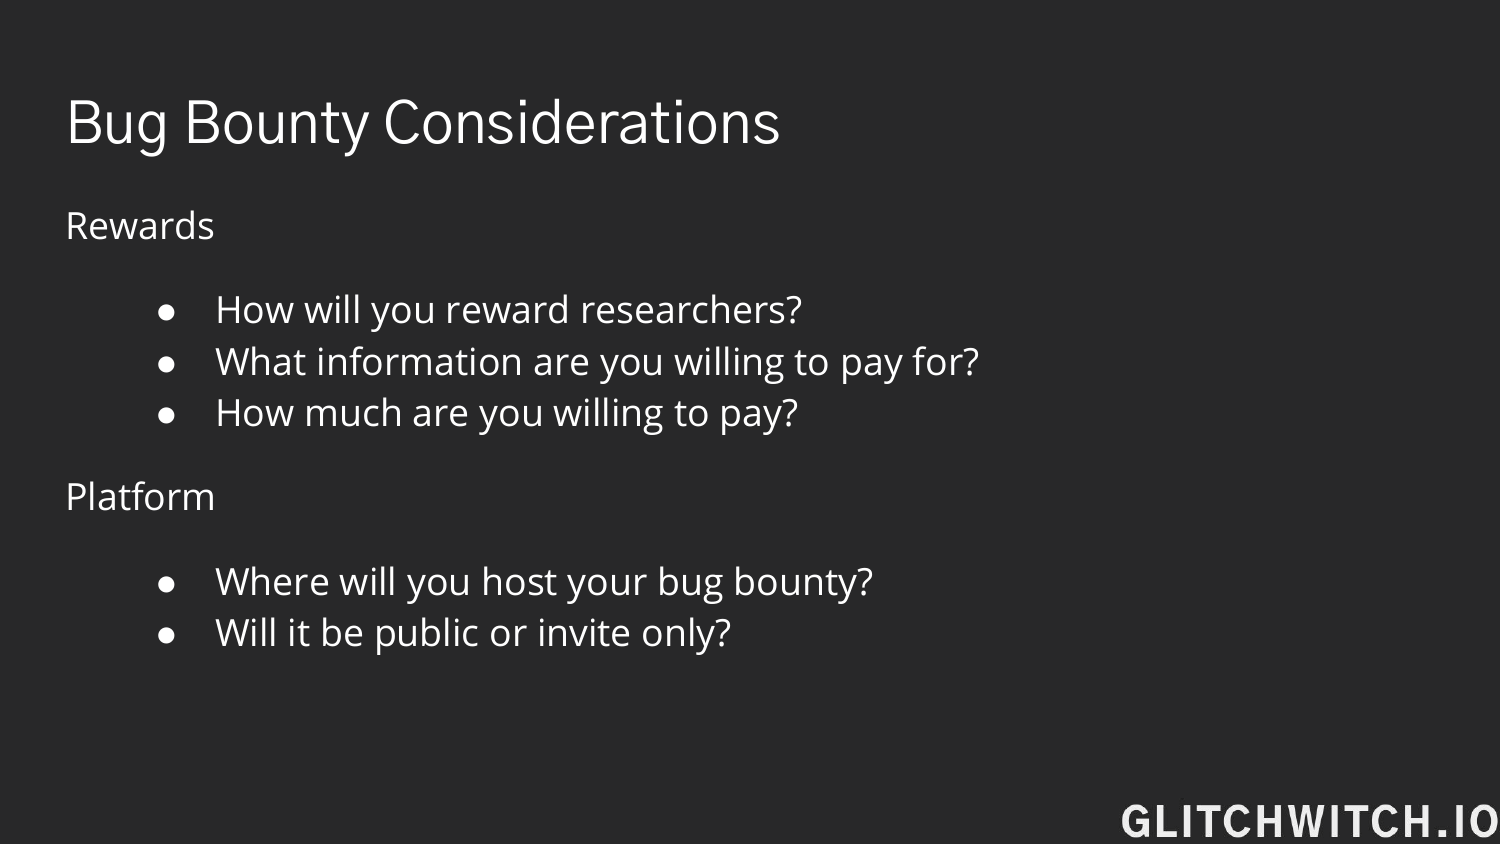 Bug Bounty Considerations
Rewards
● How will you reward researchers?
● What information are you willing to pay for?
● How much are you willing to pay?
Platform
● Where will you host your bug bounty?
● Will it be public or invite only?
GLITCHWITCH.IO